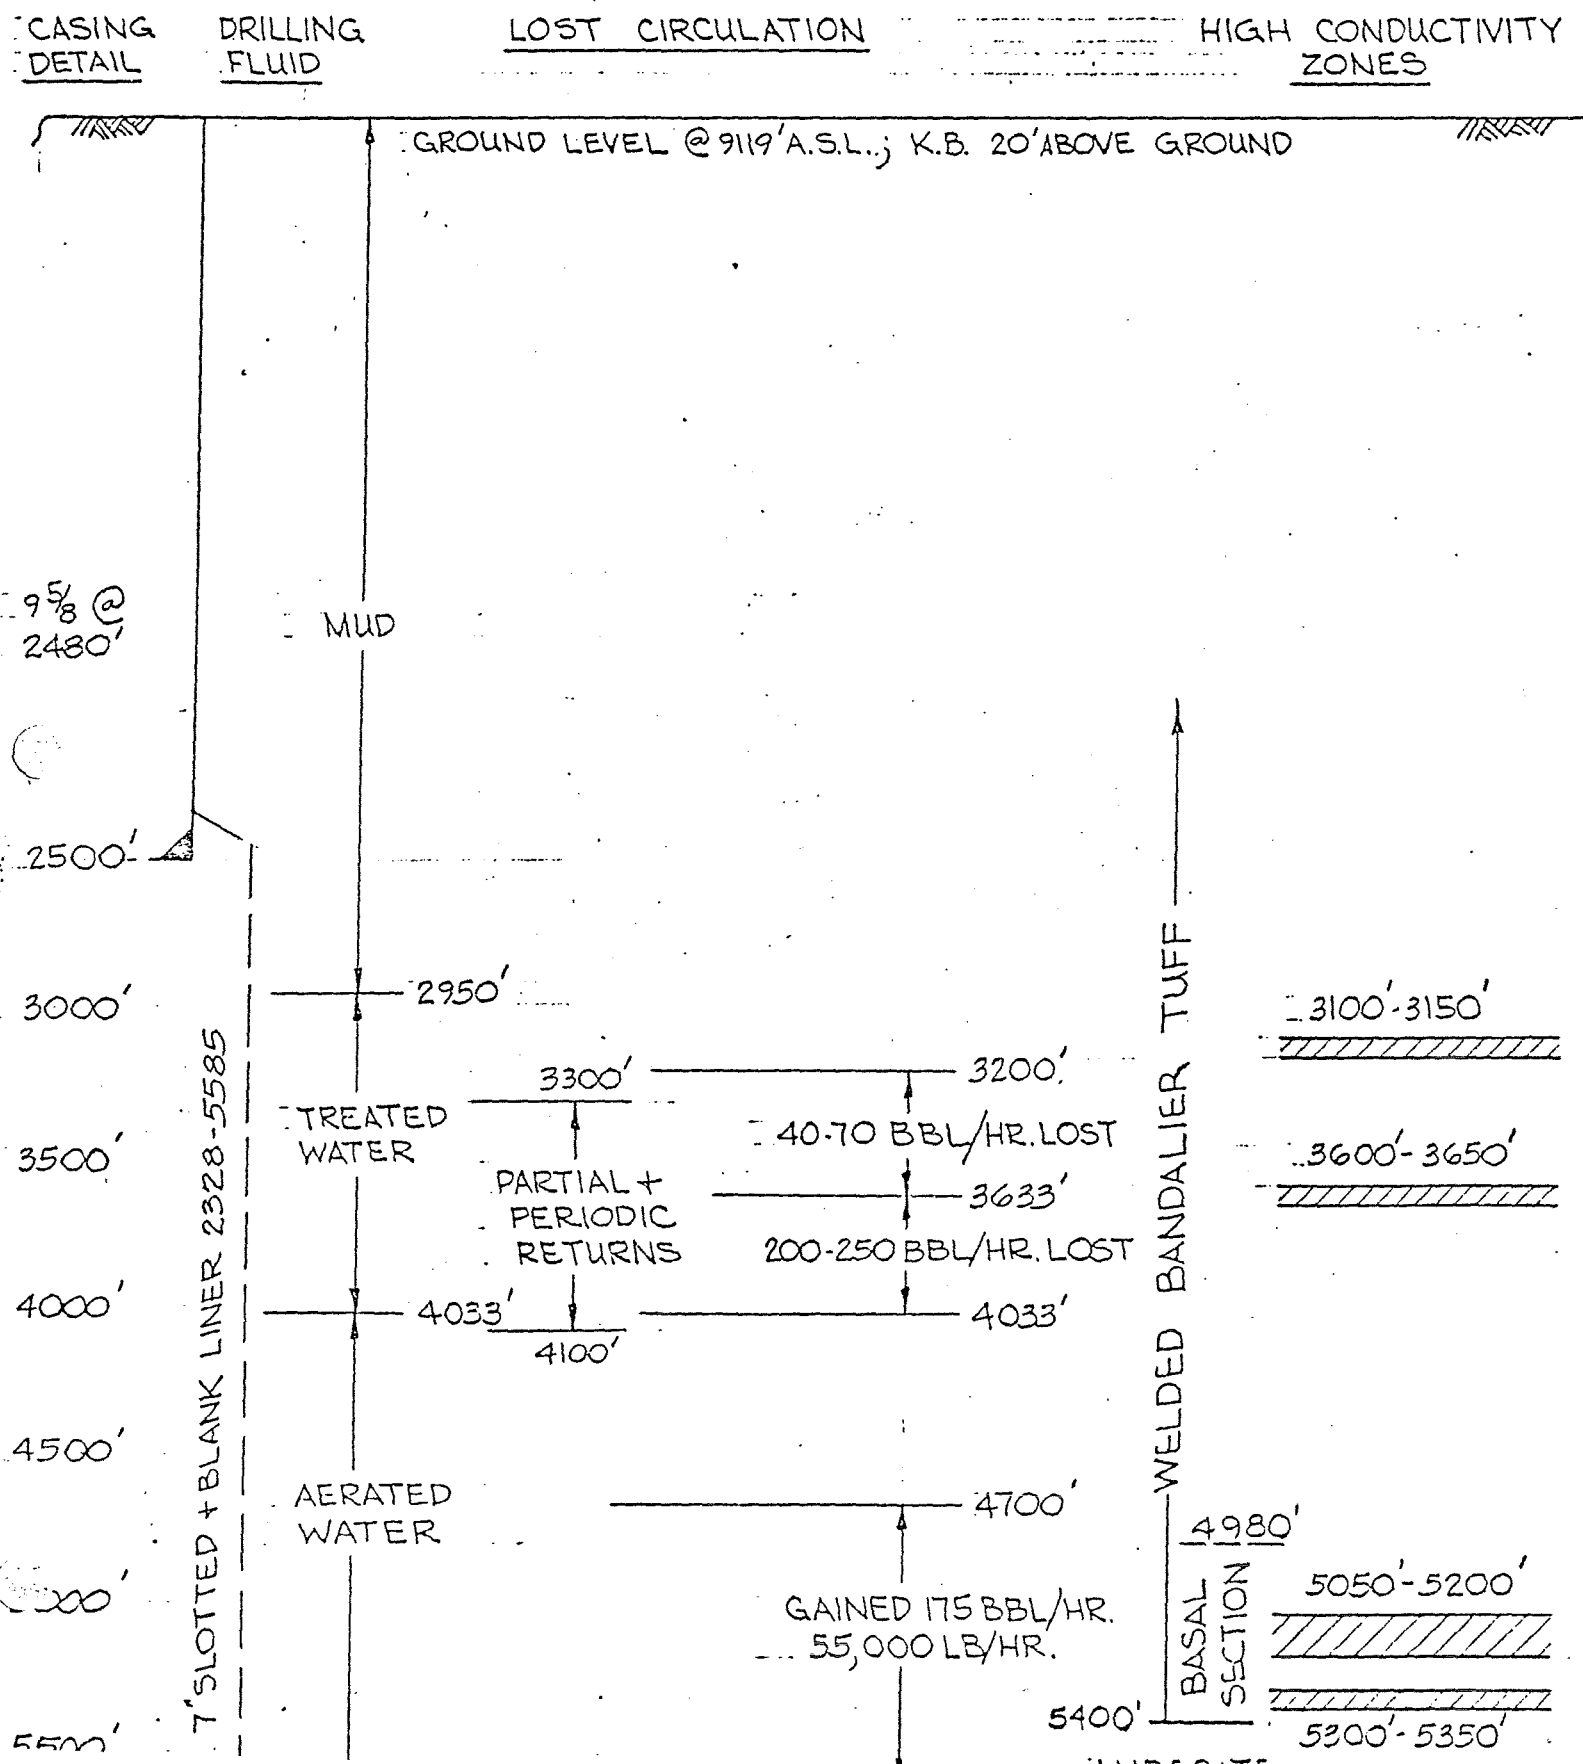 CASING
DETAIL
DRILLING
FLUID
LOST CIRCULATION
HIGH CONDUCTIVITY
ZONES
GROUND LEVEL @ 9119' A.S.L.; K.B. 20' ABOVE GROUND
9 5/8 @
2480'
MUD
2500'
2950'
3000'
3100'-3150'
3300'
3200'
TREATED
WATER
40-70 BBL/HR. LOST
3500'
3600'-3650'
PARTIAL +
PERIODIC
RETURNS
3633'
200-250 BBL/HR. LOST
4000'
4033'
4033'
4100'
WELDED BANDALIER TUFF
4500'
7" SLOTTED + BLANK LINER 2328-5585
AERATED
WATER
4700'
4980'
BASAL
SECTION
5050'-5200'
GAINED 175 BBL/HR.
55,000 LB/HR.
5400'
5300'-5350'
5500'